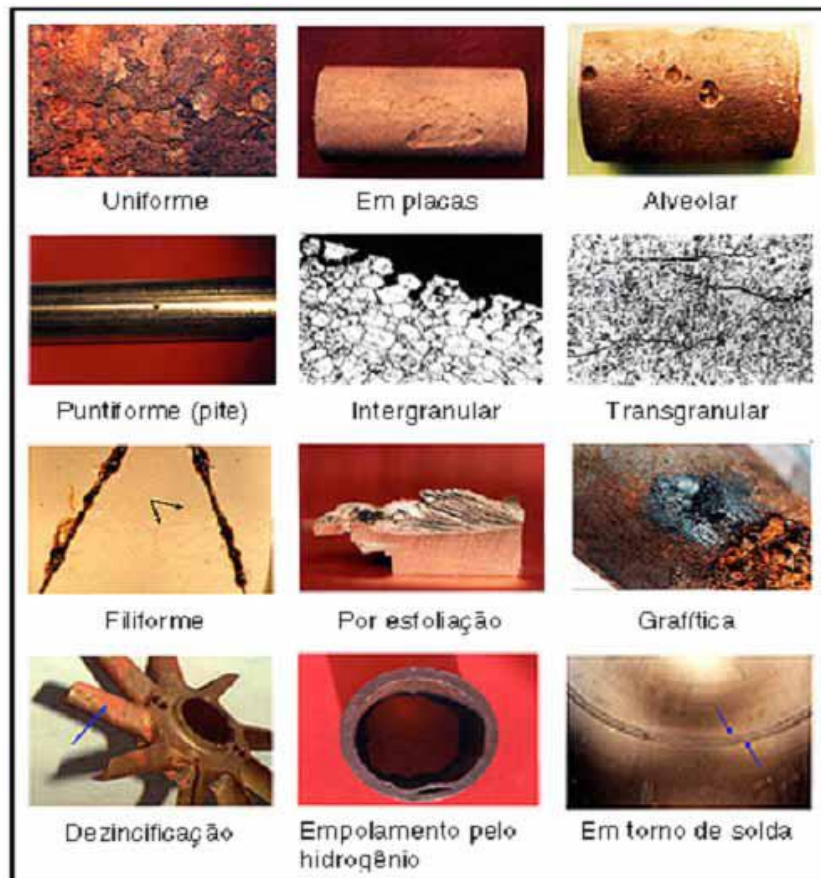 Uniforme
Em placas
Alveolar
Puntiforme (pite)
Intergranular
Transgranular
Filiforme
Por esfoliação
Grafítica
Dezincificação
Empolamento pelo
hidrogênio
Em torno de solda